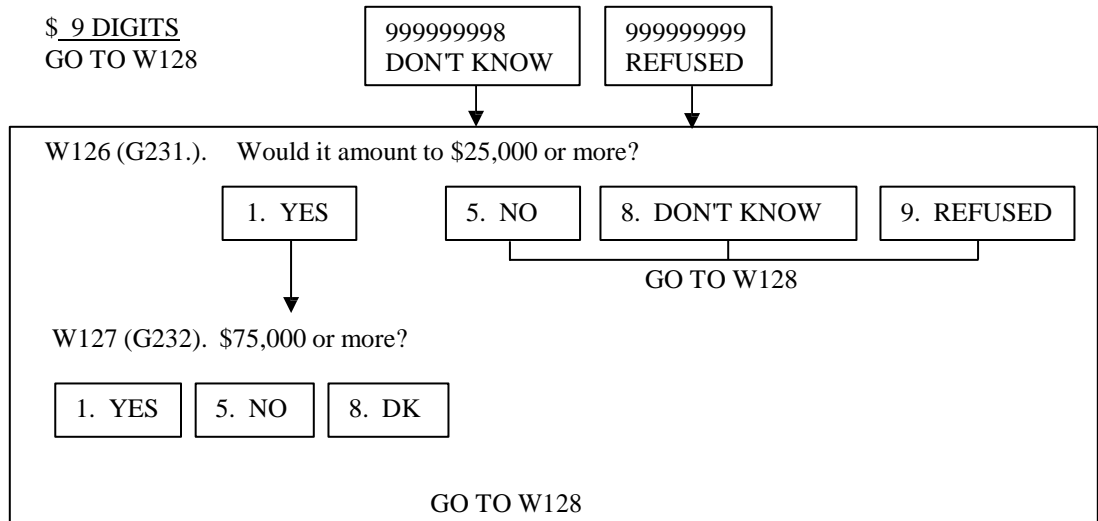 $ 9 DIGITS
GO TO W128
999999998
DON'T KNOW
999999999
REFUSED
W126 (G231.). Would it amount to $25,000 or more?
1. YES
5. NO
8. DON'T KNOW
9. REFUSED
GO TO W128
W127 (G232). $75,000 or more?
1. YES
5. NO
8. DK
GO TO W128